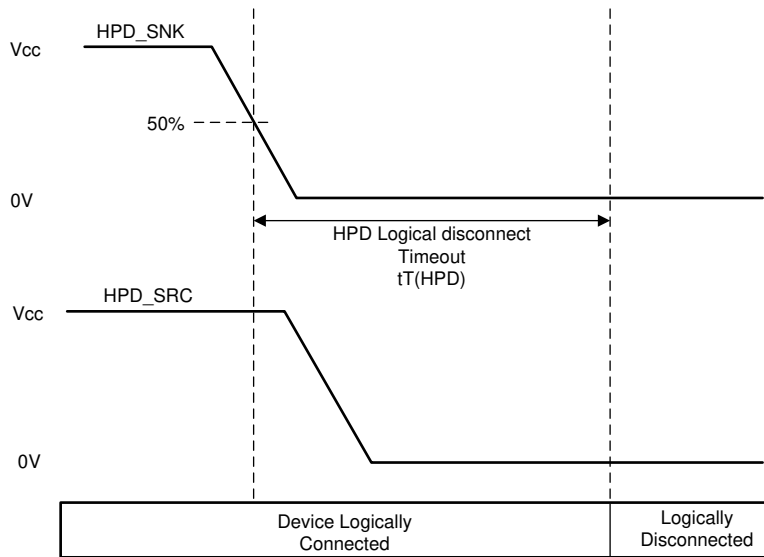 HPD_SNK
Vcc
50%
0V
HPD Logical disconnect
Timeout
tT(HPD)
HPD_SRC
Vcc
0V
Device Logically
Connected
Logically
Disconnected